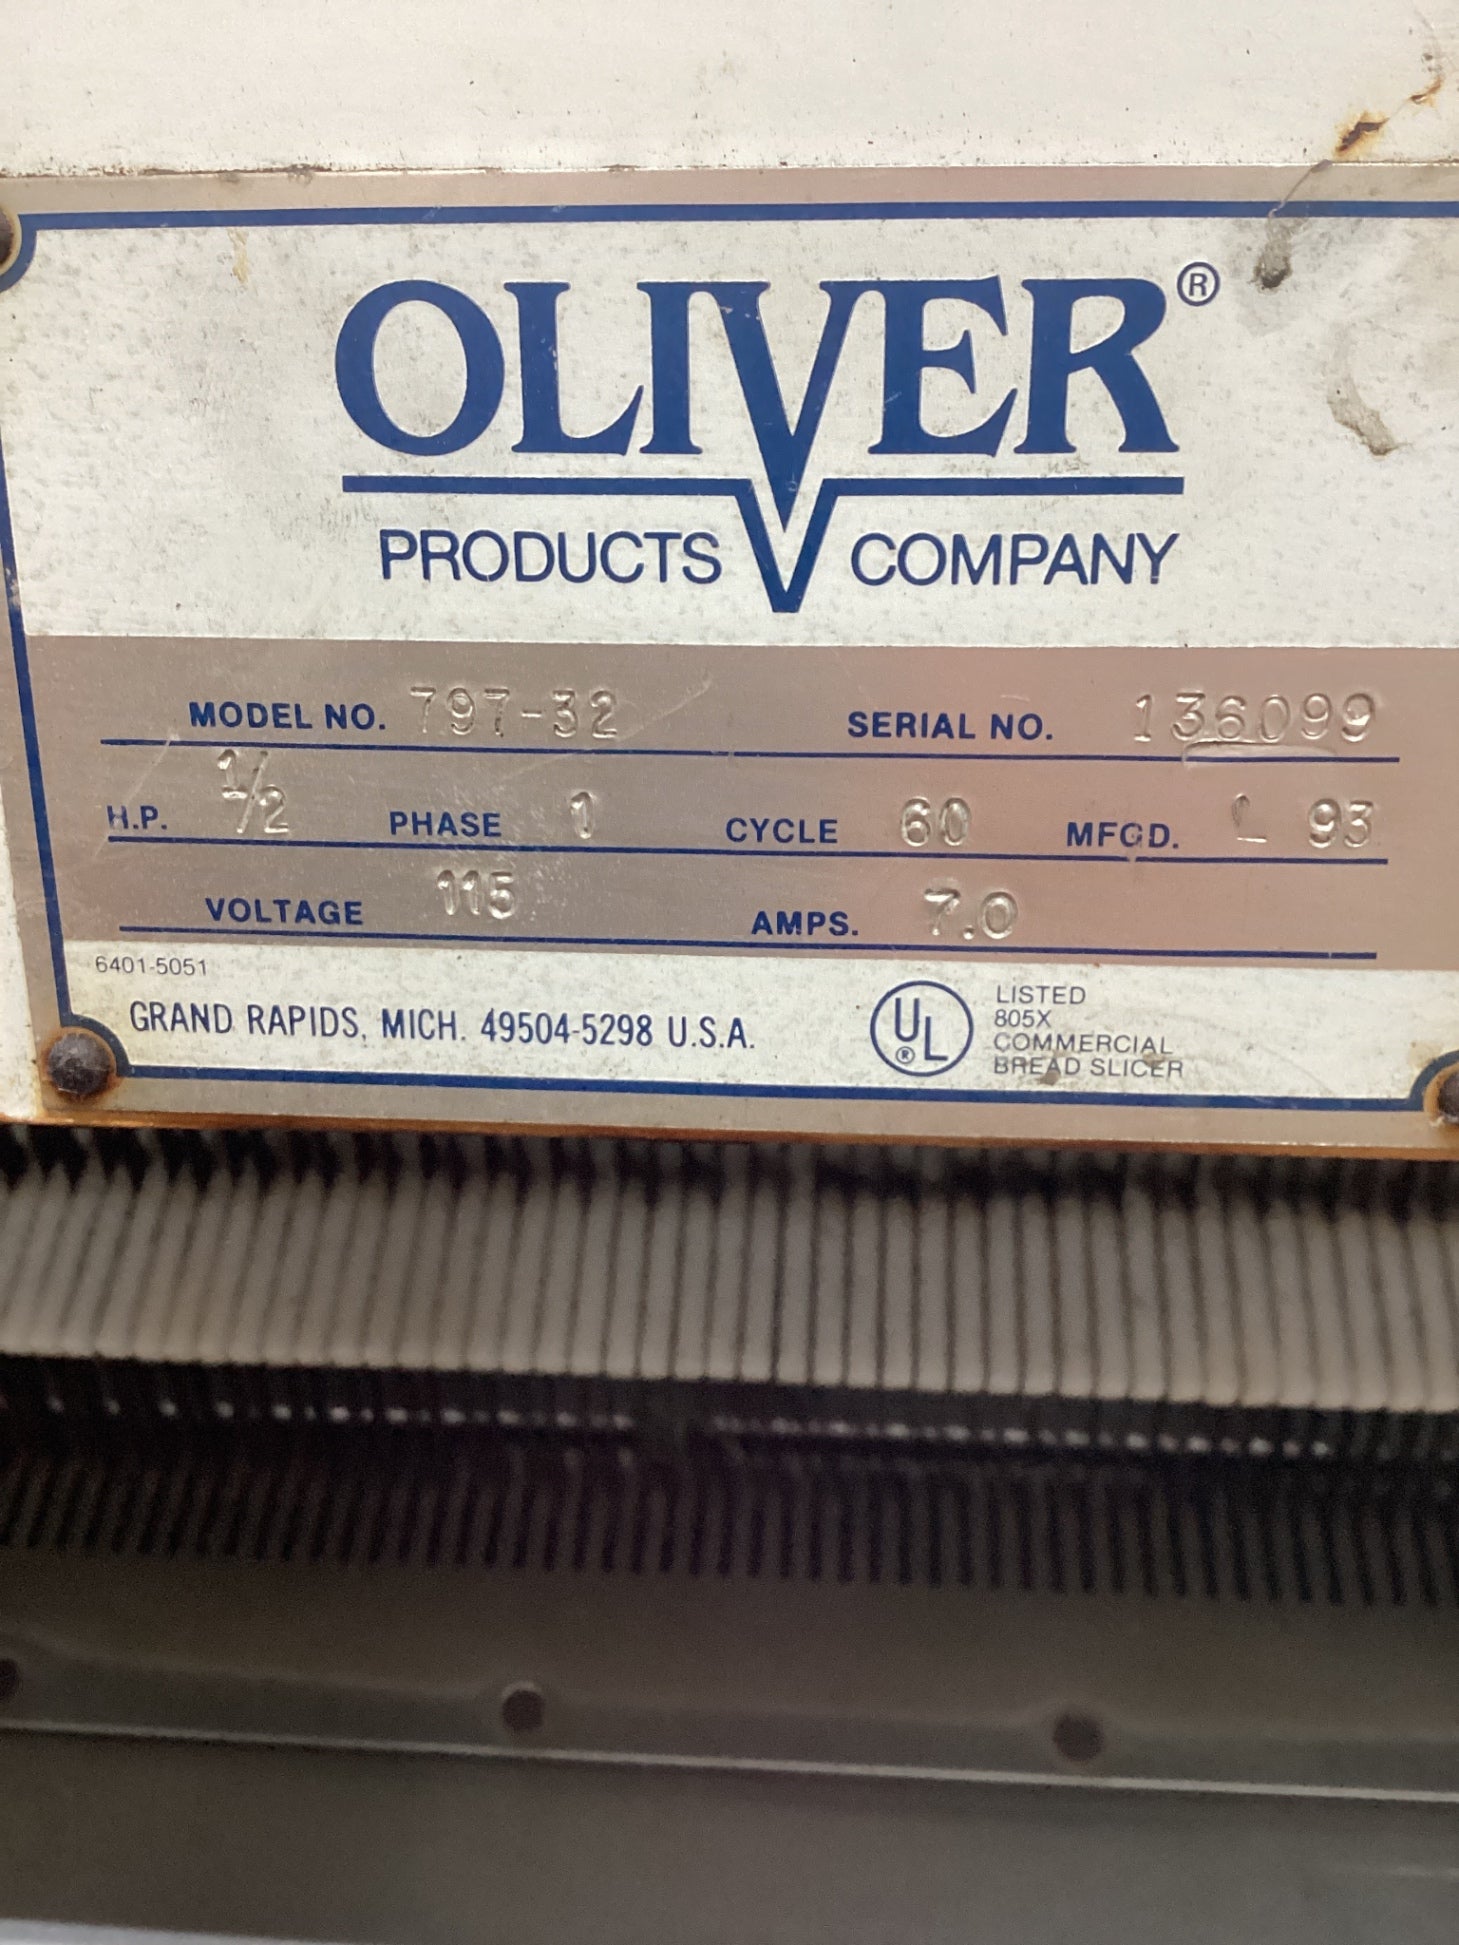 OLIVER®
PRODUCTS COMPANY
MODEL NO. 797-32 SERIAL NO. 136099
H.P. 1/2 PHASE 1 CYCLE 60 MFGD. L 93
VOLTAGE 115 AMPS. 7.0
6401-5051
GRAND RAPIDS, MICH. 49504-5298 U.S.A.
UL®
LISTED
805X
COMMERCIAL
BREAD SLICER